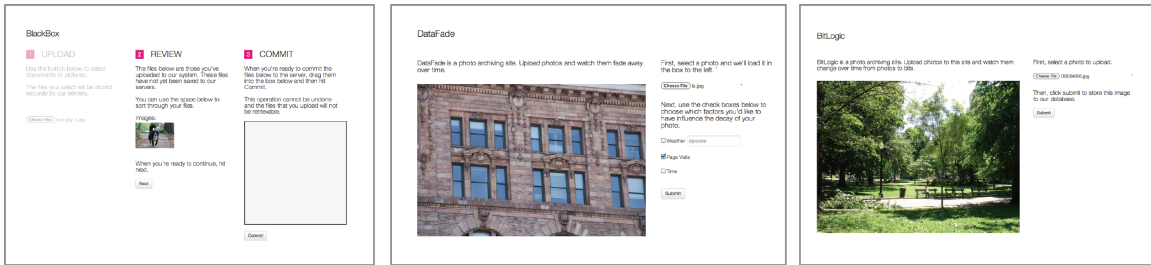 BlackBox
1 UPLOAD
Use the button below to select
documents or pictures.
The files you select will be stored
securely by our servers.
Choose Files
2 REVIEW
The files below are those you've
uploaded to our system. These files
have not yet been saved to our
servers.
You can use the space below to
sort through your files.
Images:
When you're ready to continue, hit
next.
Next
3 COMMIT
When you're ready to commit the
files below to the server, drag them
into the box below and then hit
Commit.
This operation cannot be undone
and the files that you upload will not
be retrievable.
Commit
DataFade
DataFade is a photo archiving site. Upload photos and watch them fade away
over time.
First, select a photo and we'll load it in
the box to the left.
Choose File
Next, use the check boxes below to
choose which factors you'd like to
have influence the decay of your
photo.
Weather zipcode
Page Visits
Time
Submit
BitLogic
BitLogic is a photo archiving site. Upload photos to this site and watch them
change over time from photos to bits.
First, select a photo to upload.
Choose File
Then, click submit to store this image
to our database.
Submit